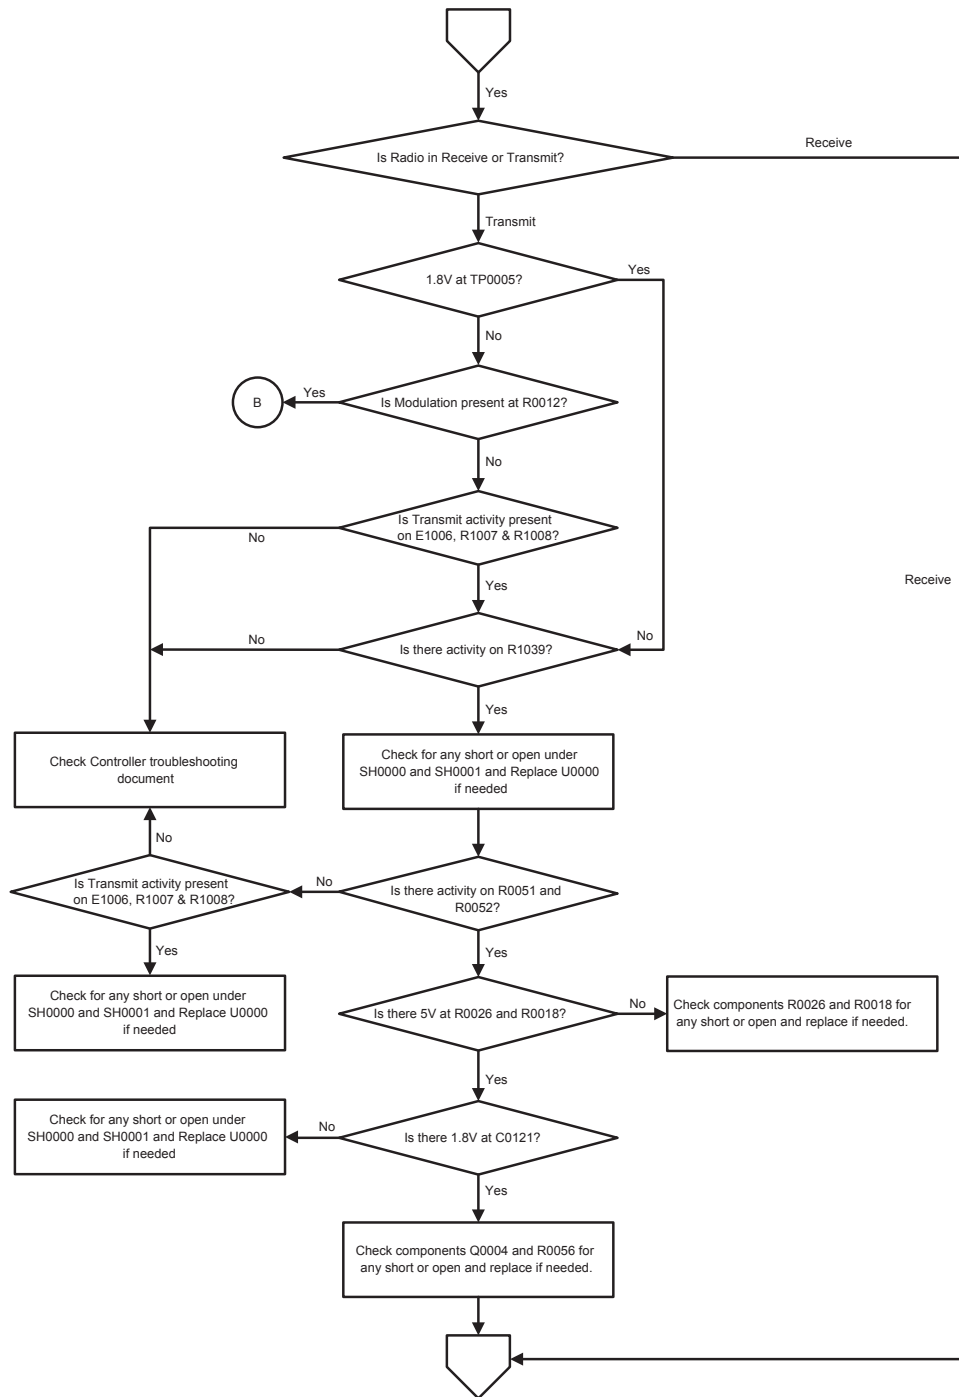 Yes
Is Radio in Receive or Transmit?
Receive
Transmit
1.8V at TP0005?
Yes
No
Is Modulation present at R0012?
Yes
B
No
Is Transmit activity present
on E1006, R1007 & R1008?
No
Yes
Receive
Is there activity on R1039?
No
No
Yes
Check Controller troubleshooting
document
Check for any short or open under
SH0000 and SH0001 and Replace U0000
if needed
No
Is Transmit activity present
on E1006, R1007 & R1008?
No
Is there activity on R0051 and
R0052?
Yes
Yes
Check for any short or open under
SH0000 and SH0001 and Replace U0000
if needed
Is there 5V at R0026 and R0018?
No
Check components R0026 and R0018 for
any short or open and replace if needed.
Yes
Check for any short or open under
SH0000 and SH0001 and Replace U0000
if needed
No
Is there 1.8V at C0121?
Yes
Check components Q0004 and R0056 for
any short or open and replace if needed.